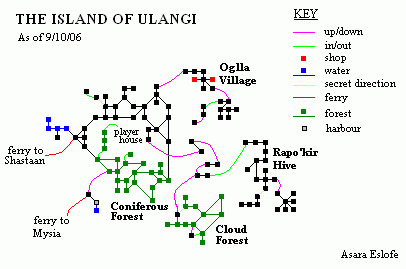 THE ISLAND OF ULANGI
As of 9/10/06
KEY
up/down
in/out
shop
water
secret direction
ferry
forest
harbour
Oglla
Village
player
house
ferry to
Shastaan
Rapo'kir
Hive
Coniferous
Forest
ferry to
Mysia
Cloud
Forest
Asara Eslofe